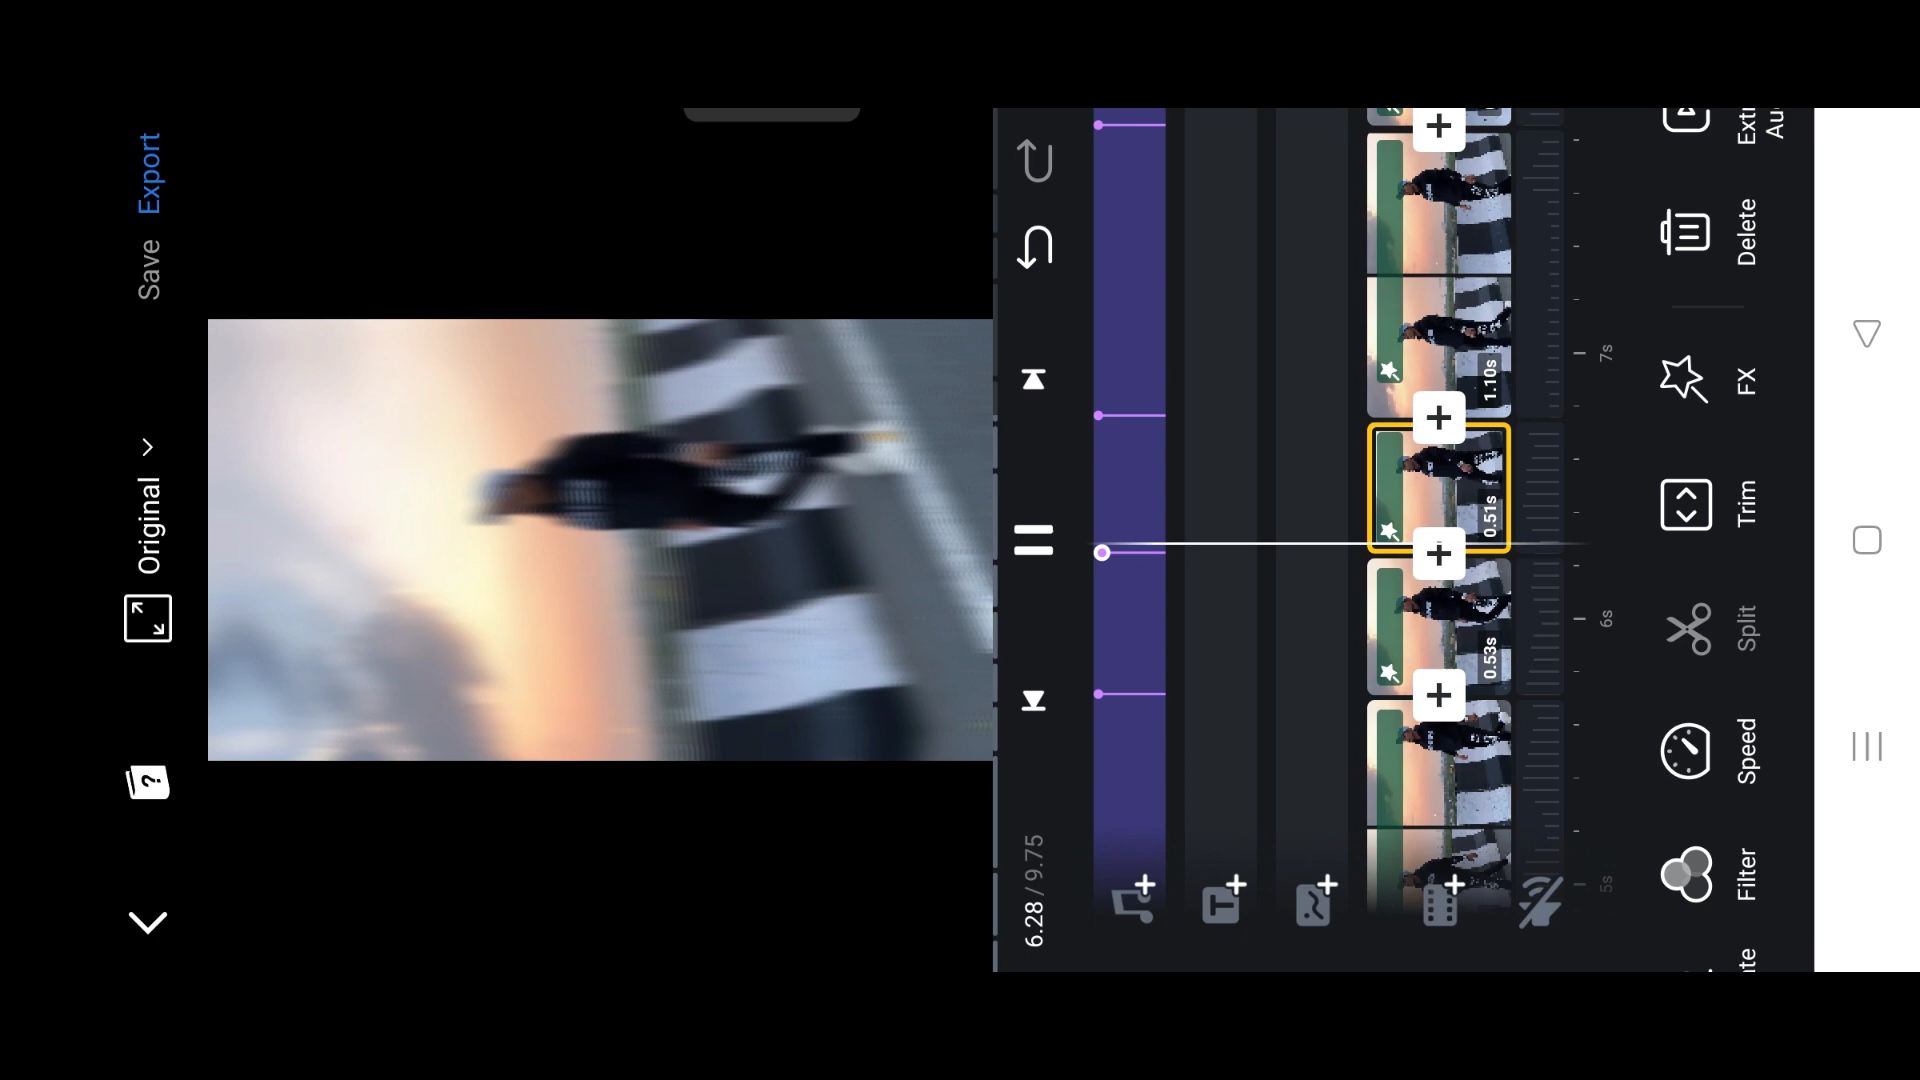 Original
Save
Export
6.28 / 9.75
0.53s
0.51s
1.10s
5s
6s
7s
Filter
Speed
Split
Trim
FX
Delete